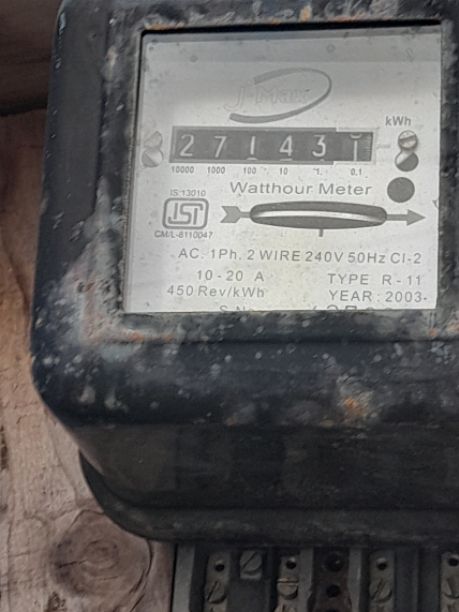 J-Max
kWh
2 7 1 4 3 1
10000 1000 100 10 1. 0.1
Watthour Meter
IS:13010
ISI
CM/L-8110047
AC. 1Ph. 2 WIRE 240V 50Hz Cl-2
10-20 A TYPE R-11
450 Rev/kWh YEAR: 2003-